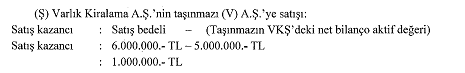 (Ş) Varlık Kiralama A.Ş.'nin taşınmazı (V) A.Ş.'ye satışı:
Satış kazancı : Satış bedeli – (Taşınmazın VKŞ'deki net bilanço aktif değeri)
Satış kazancı : 6.000.000.- TL – 5.000.000.- TL
: 1.000.000.- TL